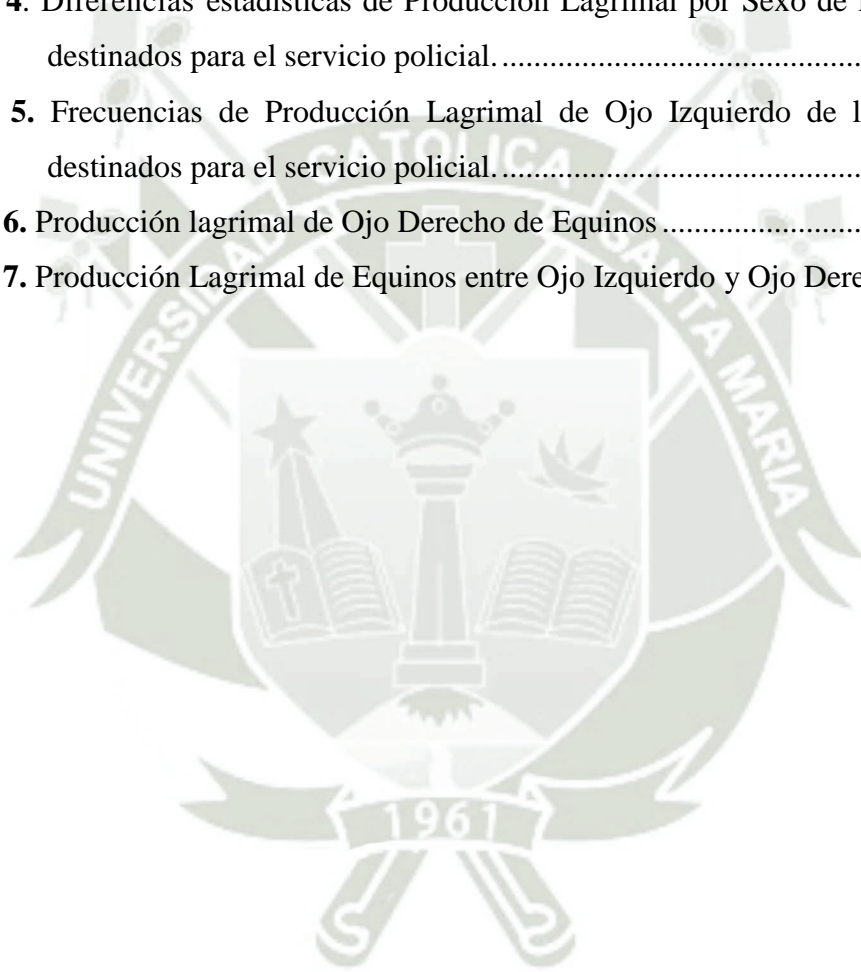 4. Diferencias estadísticas de Producción Lagrimal por Sexo de
destinados para el servicio policial.
5. Frecuencias de Producción Lagrimal de Ojo Izquierdo de
destinados para el servicio policial.
6. Producción lagrimal de Ojo Derecho de Equinos
7. Producción Lagrimal de Equinos entre Ojo Izquierdo y Ojo
UNIVERSIDAD CATOLICA SANTA MARIA
1961